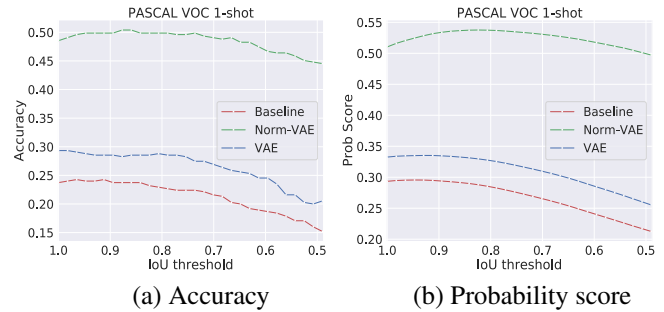 PASCAL VOC 1-shot
0.50
0.45
0.40
0.35
0.30
0.25
0.20
0.15
Accuracy
Baseline
Norm-VAE
VAE
1.0 0.9 0.8 0.7 0.6 0.5
IoU threshold
(a) Accuracy
PASCAL VOC 1-shot
0.55
0.50
0.45
0.40
0.35
0.30
0.25
0.20
Prob Score
Baseline
Norm-VAE
VAE
1.0 0.9 0.8 0.7 0.6 0.5
IoU threshold
(b) Probability score